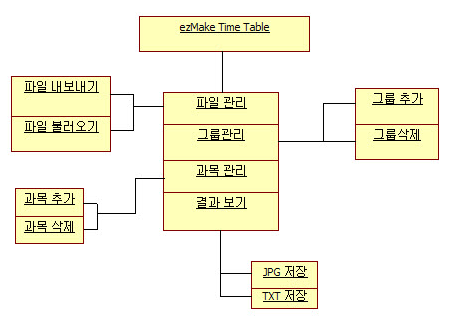 ezMake Time Table
파일 내보내기
파일 불러오기
파일 관리
그룹관리
과목 관리
결과 보기
그룹 추가
그룹삭제
과목 추가
과목 삭제
JPG 저장
TXT 저장